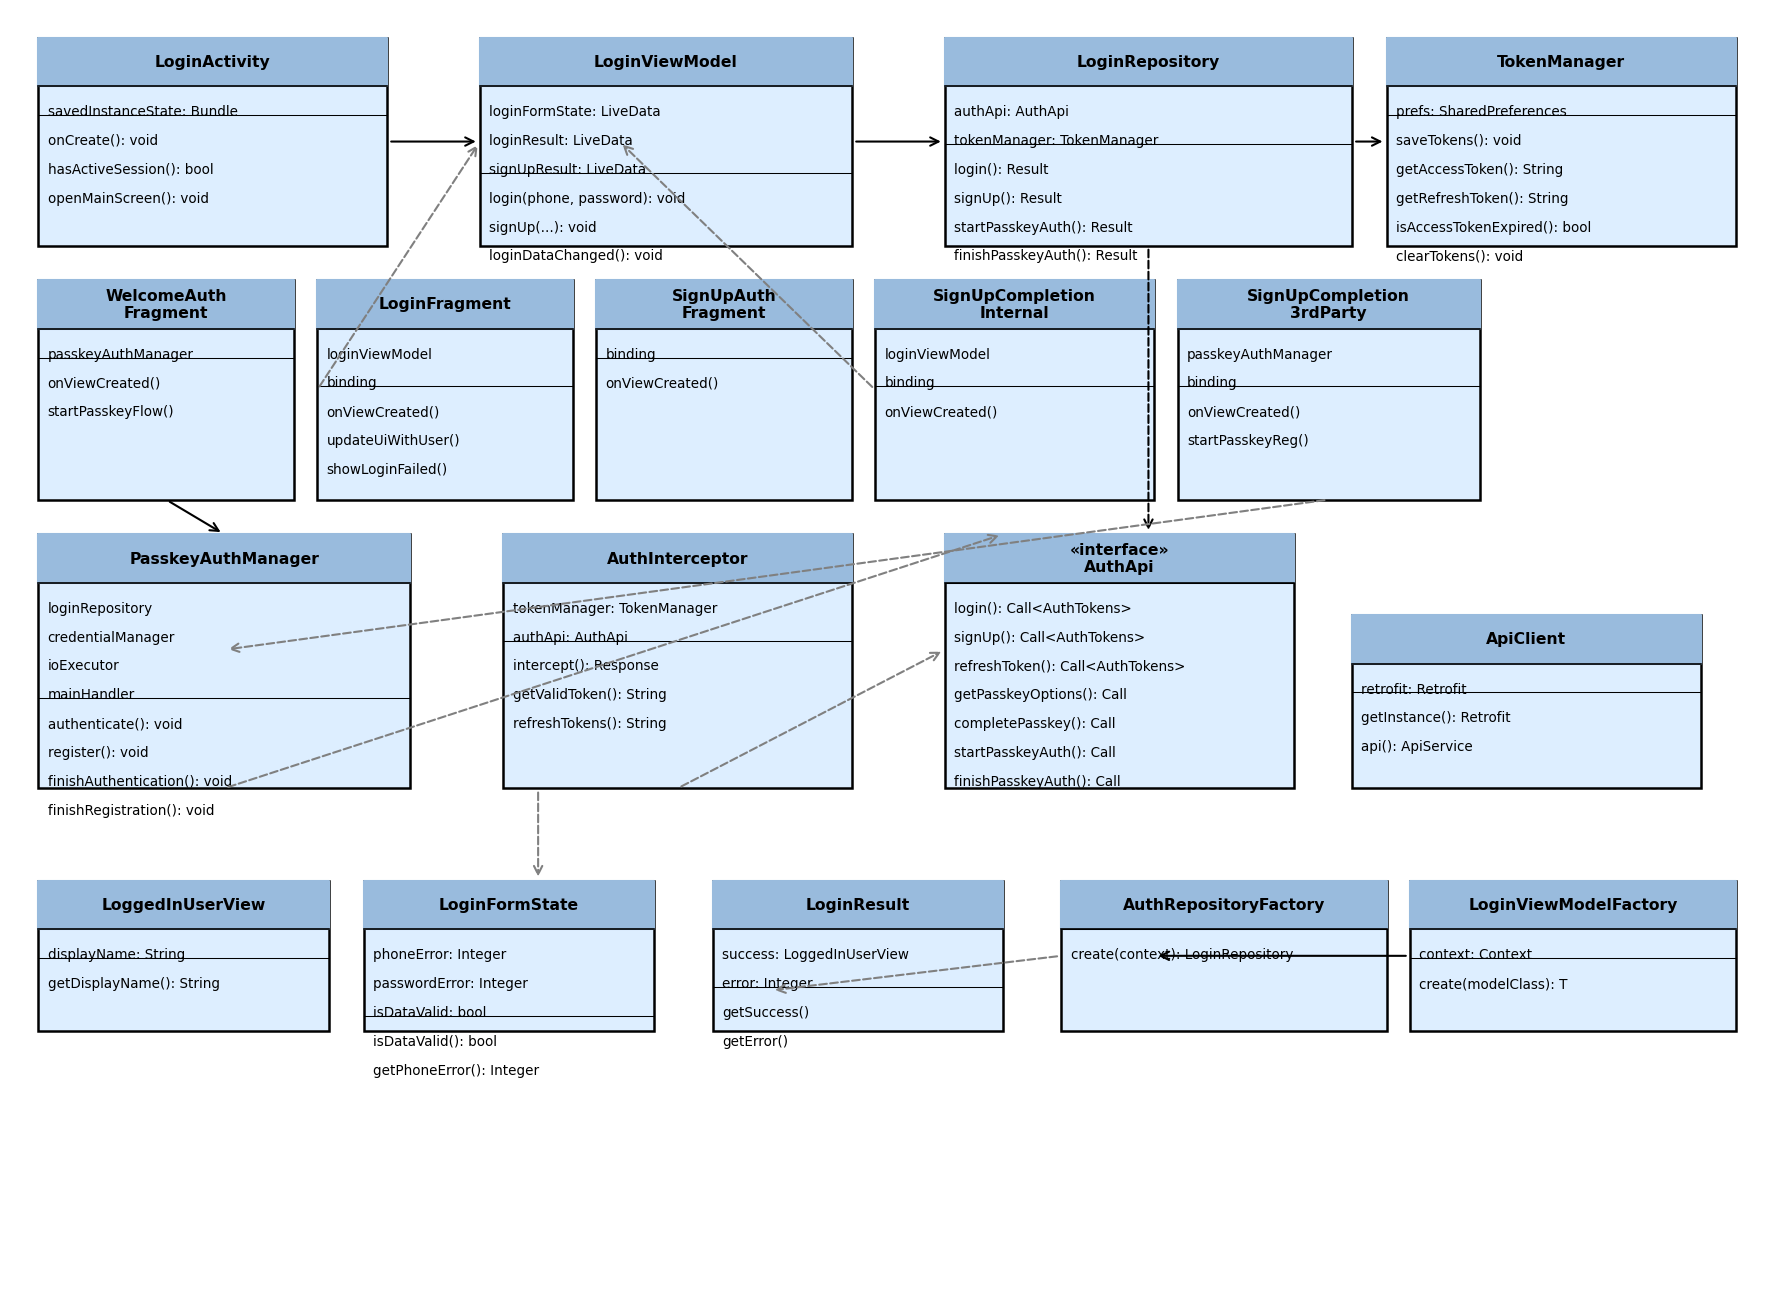 LoginActivity
savedInstanceState: Bundle
onCreate(): void
hasActiveSession(): bool
openMainScreen(): void
LoginViewModel
loginFormState: LiveData
loginResult: LiveData
signUpResult: LiveData
login(phone, password): void
signUp(...): void
loginDataChanged(): void
LoginRepository
authApi: AuthApi
tokenManager: TokenManager
login(): Result
signUp(): Result
startPasskeyAuth(): Result
finishPasskeyAuth(): Result
TokenManager
prefs: SharedPreferences
saveTokens(): void
getAccessToken(): String
getRefreshToken(): String
isAccessTokenExpired(): bool
clearTokens(): void
WelcomeAuth
Fragment
passkeyAuthManager
onViewCreated()
startPasskeyFlow()
LoginFragment
loginViewModel
binding
onViewCreated()
updateUiWithUser()
showLoginFailed()
SignUpAuth
Fragment
binding
onViewCreated()
SignUpCompletion
Internal
loginViewModel
binding
onViewCreated()
SignUpCompletion
3rdParty
passkeyAuthManager
binding
onViewCreated()
startPasskeyReg()
PasskeyAuthManager
loginRepository
credentialManager
ioExecutor
mainHandler
authenticate(): void
register(): void
finishAuthentication(): void
finishRegistration(): void
AuthInterceptor
tokenManager: TokenManager
authApi: AuthApi
intercept(): Response
getValidToken(): String
refreshTokens(): String
«interface»
AuthApi
login(): Call<AuthTokens>
signUp(): Call<AuthTokens>
refreshToken(): Call<AuthTokens>
getPasskeyOptions(): Call
completePasskey(): Call
startPasskeyAuth(): Call
finishPasskeyAuth(): Call
ApiClient
retrofit: Retrofit
getInstance(): Retrofit
api(): ApiService
LoggedInUserView
displayName: String
getDisplayName(): String
LoginFormState
phoneError: Integer
passwordError: Integer
isDataValid: bool
isDataValid(): bool
getPhoneError(): Integer
LoginResult
success: LoggedInUserView
error: Integer
getSuccess()
getError()
AuthRepositoryFactory
create(context): LoginRepository
LoginViewModelFactory
context: Context
create(modelClass): T